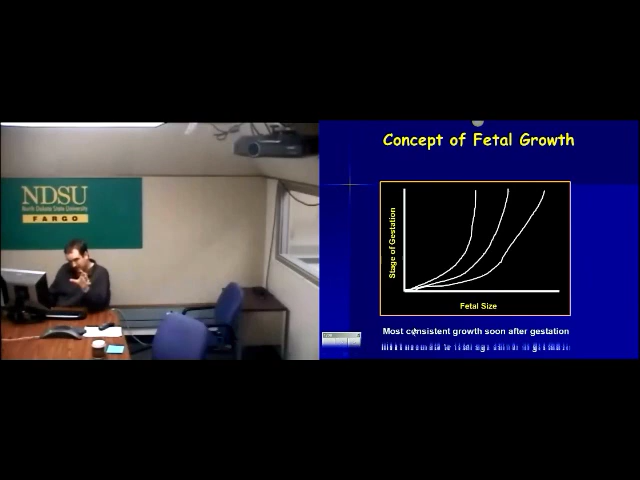 NDSU
North Dakota State University
FARGO
Concept of Fetal Growth
Stage of Gestation
Fetal Size
Most consistent growth soon after gestation